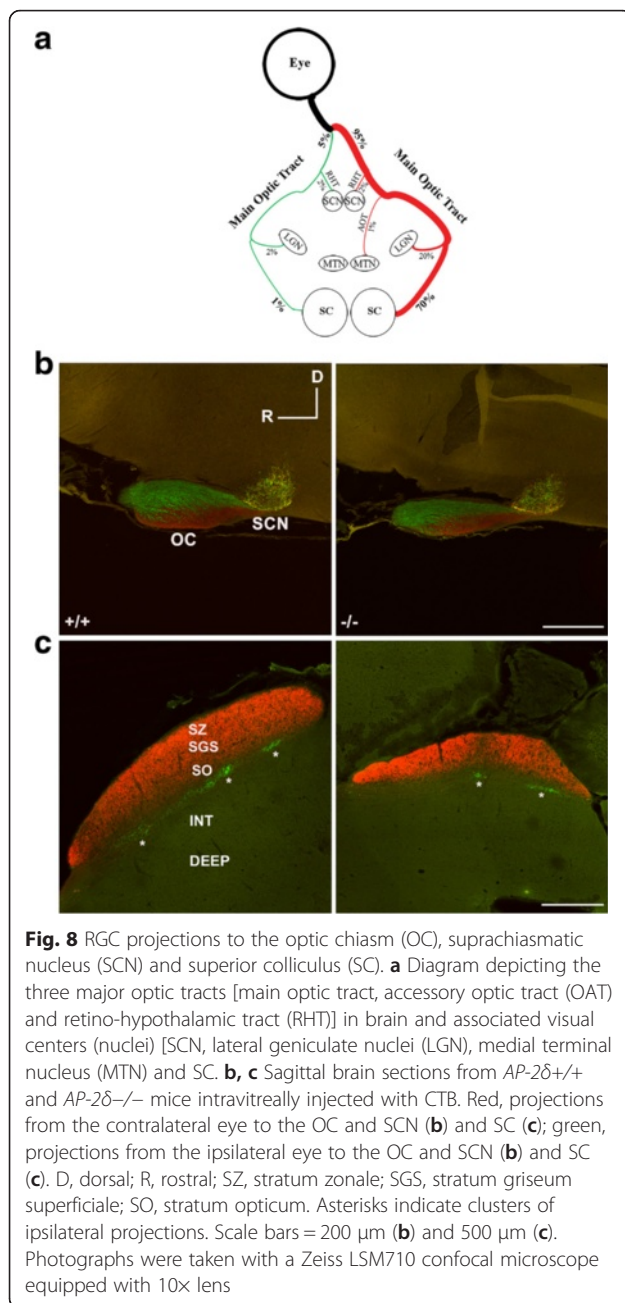 a
Eye
5%
95%
Main Optic Tract
Main Optic Tract
RHT
RHT
2%
2%
SCN
SCN
AOT
1%
LGN
LGN
2%
20%
MTN
MTN
1%
70%
SC
SC
b
D
R
OC
SCN
+/+
-/-
c
SZ
SGS
SO
*
*
*
*
*
INT
DEEP
Fig. 8 RGC projections to the optic chiasm (OC), suprachiasmatic
nucleus (SCN) and superior colliculus (SC). a Diagram depicting the
three major optic tracts [main optic tract, accessory optic tract (OAT)
and retino-hypothalamic tract (RHT)] in brain and associated visual
centers (nuclei) [SCN, lateral geniculate nuclei (LGN), medial terminal
nucleus (MTN) and SC. b, c Sagittal brain sections from AP-2δ+/+
and AP-2δ−/− mice intravitreally injected with CTB. Red, projections
from the contralateral eye to the OC and SCN (b) and SC (c); green,
projections from the ipsilateral eye to the OC and SCN (b) and SC
(c). D, dorsal; R, rostral; SZ, stratum zonale; SGS, stratum griseum
superficiale; SO, stratum opticum. Asterisks indicate clusters of
ipsilateral projections. Scale bars = 200 μm (b) and 500 μm (c).
Photographs were taken with a Zeiss LSM710 confocal microscope
equipped with 10× lens